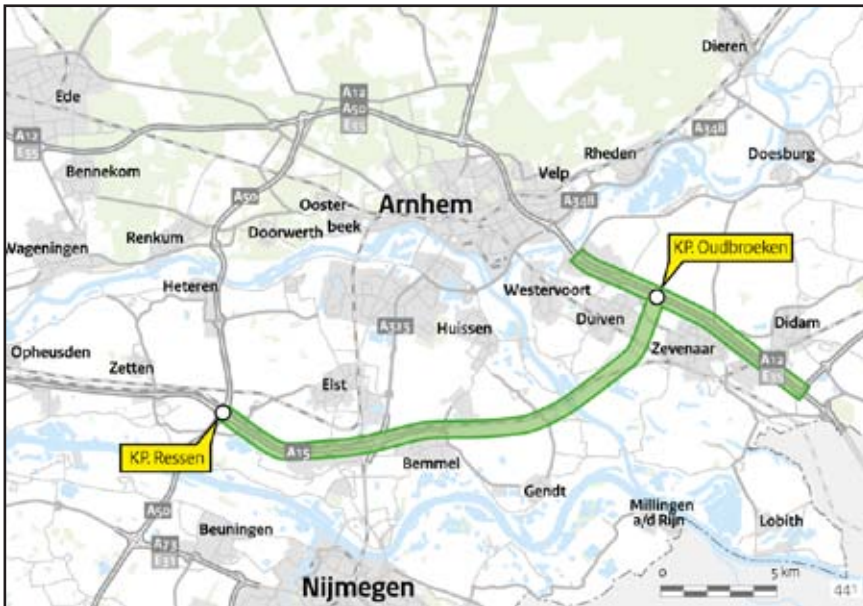 Dieren
A12
A50
E35
Ede
A348
A12
E35
Rheden
Doesburg
Bennekom
Velp
A50
Ooster
beek
Arnhem
A348
Doorwerth
Wageningen
Renkum
KP. Oudbroeken
Heteren
Westervoort
A325
Huissen
Duiven
Didam
Opheusden
Zetten
Elst
Zevenaar
A12
E35
KP. Ressen
A15
Bemmel
Gendt
A50
Millingen
a/d Rijn
Lobith
Beuningen
A73
E31
Nijmegen
0 5 km
441